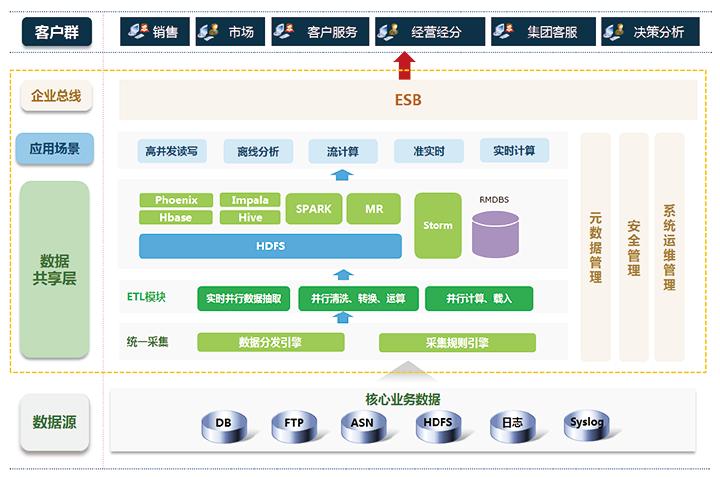 客户群
销售
市场
客户服务
经营经分
集团客服
决策分析
企业总线
ESB
应用场景
高并发读写
离线分析
流计算
准实时
实时计算
数据
共享层
Phoenix
Impala
SPARK
MR
Storm
RMDBS
Hbase
Hive
HDFS
ETL模块
实时并行数据抽取
并行清洗、转换、运算
并行计算、载入
统一采集
数据分发引擎
采集规则引擎
元数据管理
安全管理
系统运维管理
数据源
核心业务数据
DB
FTP
ASN
HDFS
日志
Syslog